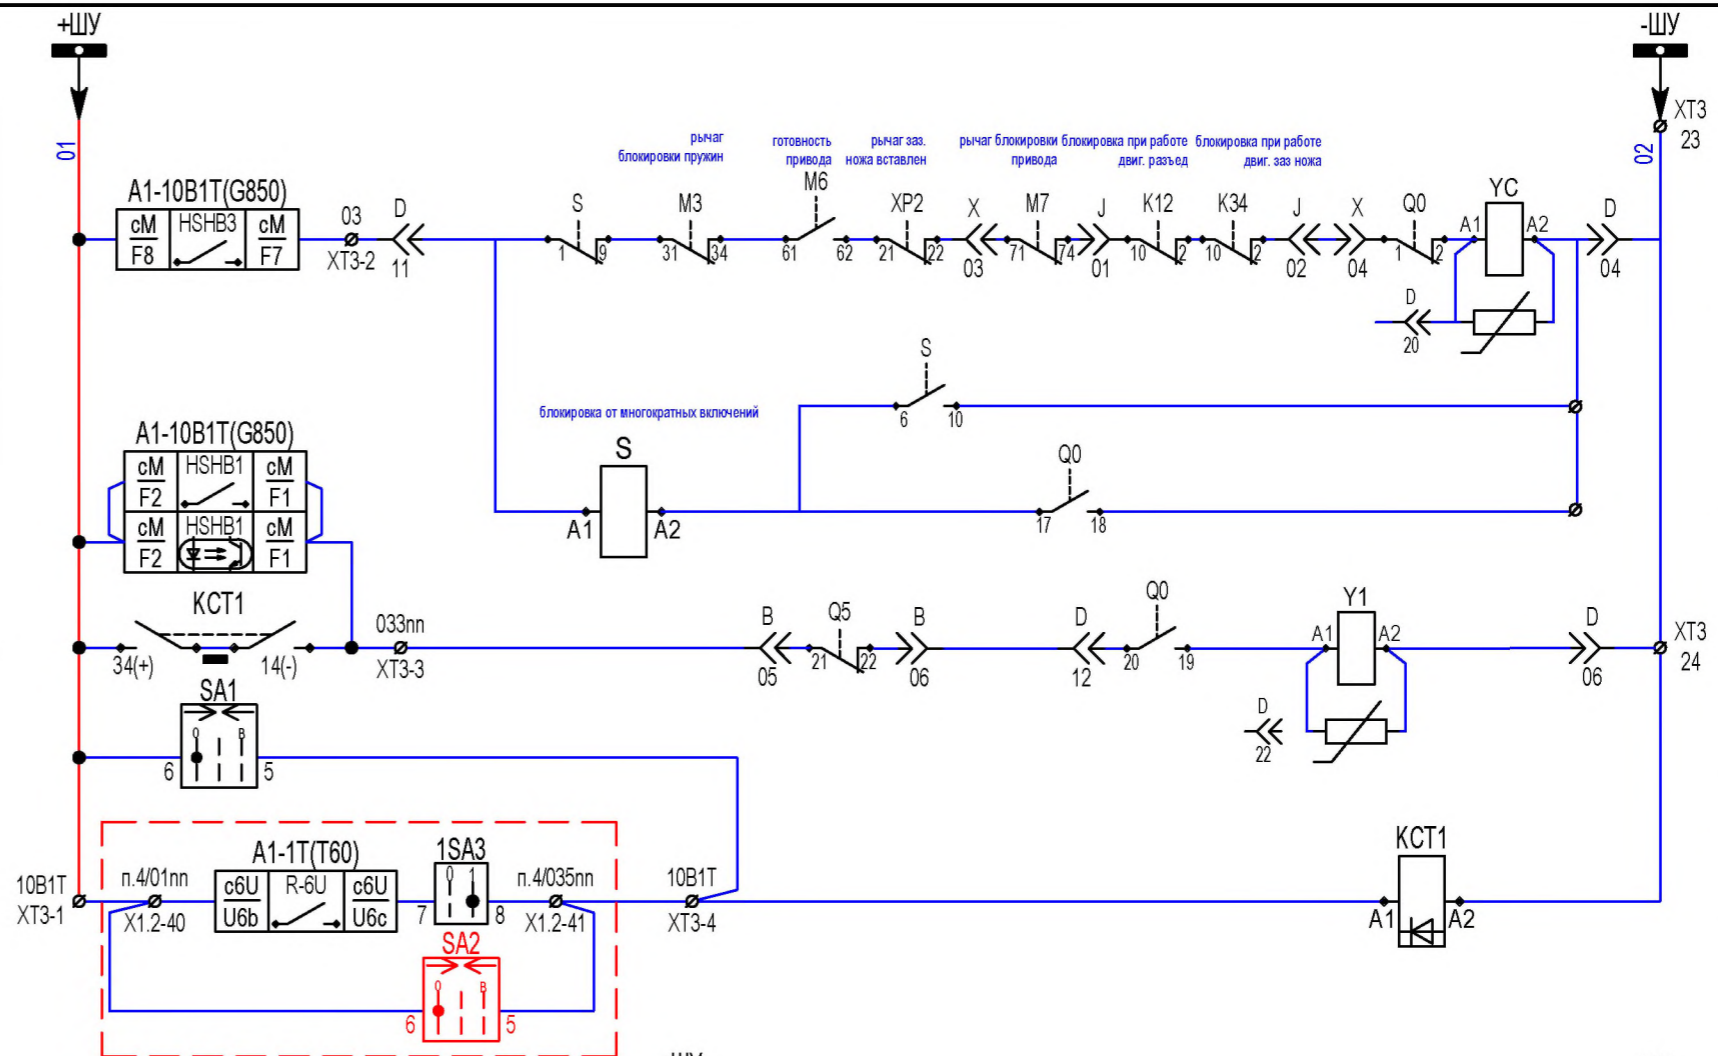 +ШУ
-ШУ
01
02
XT3
23
рычаг
блокировки пружин
готовность
привода
рычаг заз.
ножа вставлен
рычаг блокировки
привода
блокировка при работе
двиг. разъед
блокировка при работе
двиг. заз ножа
A1-10B1T(G850)
cM
F8
HSHB3
cM
F7
03
XT3-2
D
11
S
1
9
M3
31
34
M6
61
62
XP2
21
22
X
03
M7
71
74
J
01
K12
10
2
K34
10
2
J
02
X
04
Q0
1
2
YC
A1
A2
D
04
D
20
S
6
10
блокировка от многократных включений
S
A1
A2
Q0
17
18
A1-10B1T(G850)
cM
F2
HSHB1
cM
F1
cM
F2
HSHB1
cM
F1
KCT1
34(+)
14(-)
033пп
XT3-3
B
05
Q5
21
22
B
06
D
12
Q0
20
19
Y1
A1
A2
D
06
XT3
24
D
22
SA1
0
B
6
5
10B1T
XT3-1
п.4/01пп
X1.2-40
A1-1T(T60)
c6U
U6b
R-6U
c6U
U6c
1SA3
0
1
7
8
п.4/035пп
X1.2-41
10B1T
XT3-4
KCT1
A1
A2
SA2
0
B
6
5